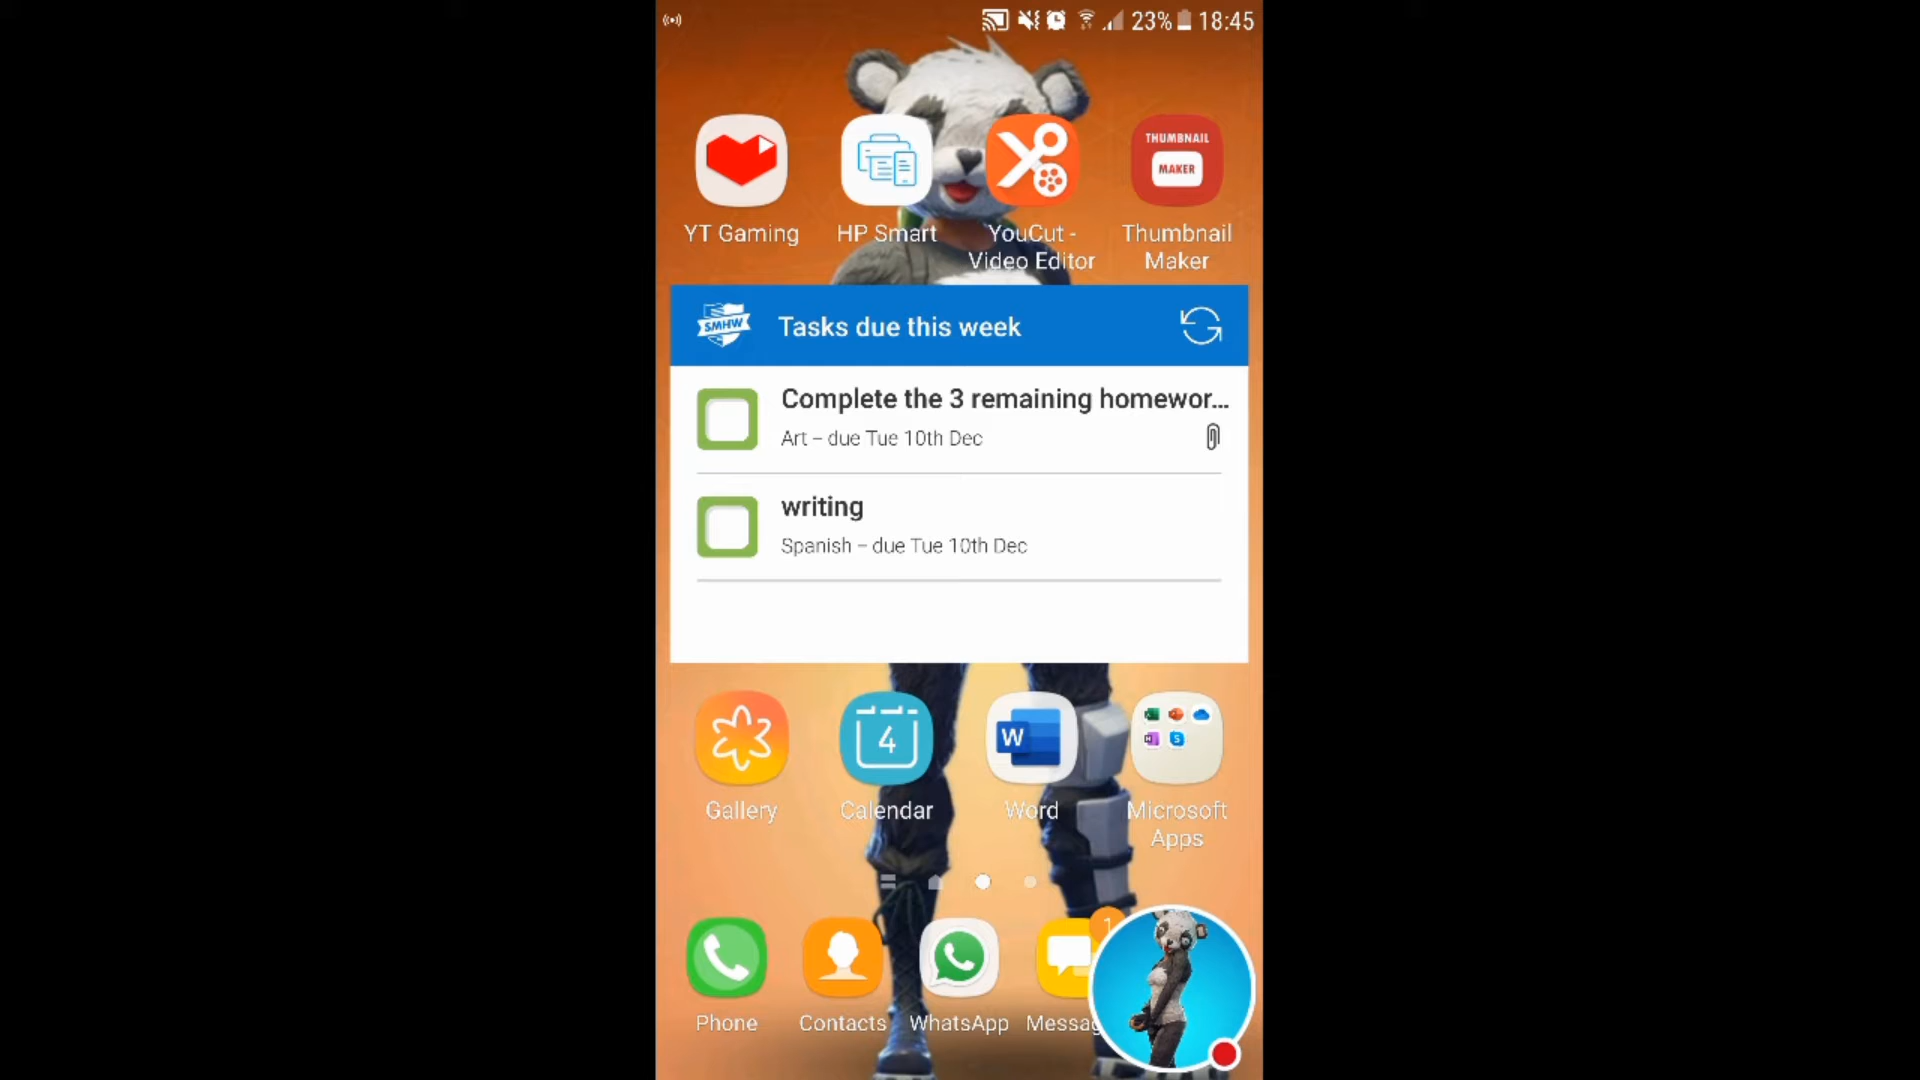 23% 18:45
THUMBNAIL
MAKER
YT Gaming
HP Smart
YouCut -
Video Editor
Thumbnail
Maker
SMHW
Tasks due this week
Complete the 3 remaining homewor...
Art – due Tue 10th Dec
writing
Spanish – due Tue 10th Dec
4
W
Gallery
Calendar
Word
Microsoft
Apps
1
Phone
Contacts
WhatsApp
Messag